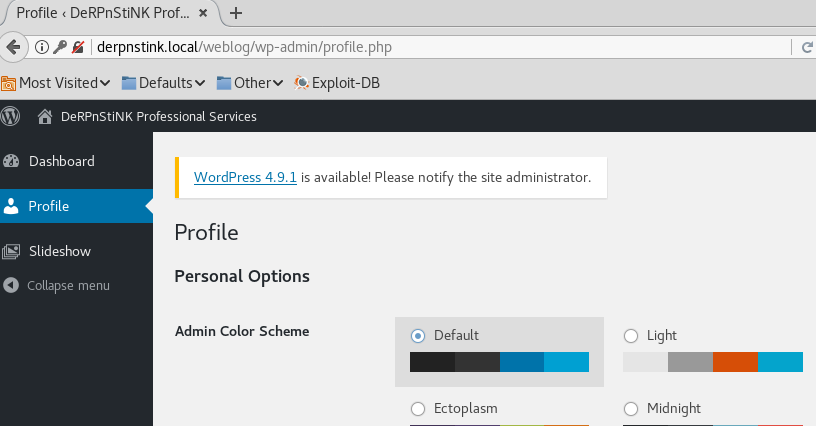 Profile ‹ DeRPnStiNK Prof...
derpnstink.local/weblog/wp-admin/profile.php
Most Visited Defaults Other Exploit-DB
DeRPnStiNK Professional Services
Dashboard
WordPress 4.9.1 is available! Please notify the site administrator.
Profile
Profile
Slideshow
Personal Options
Collapse menu
Admin Color Scheme
Default
Light
Ectoplasm
Midnight